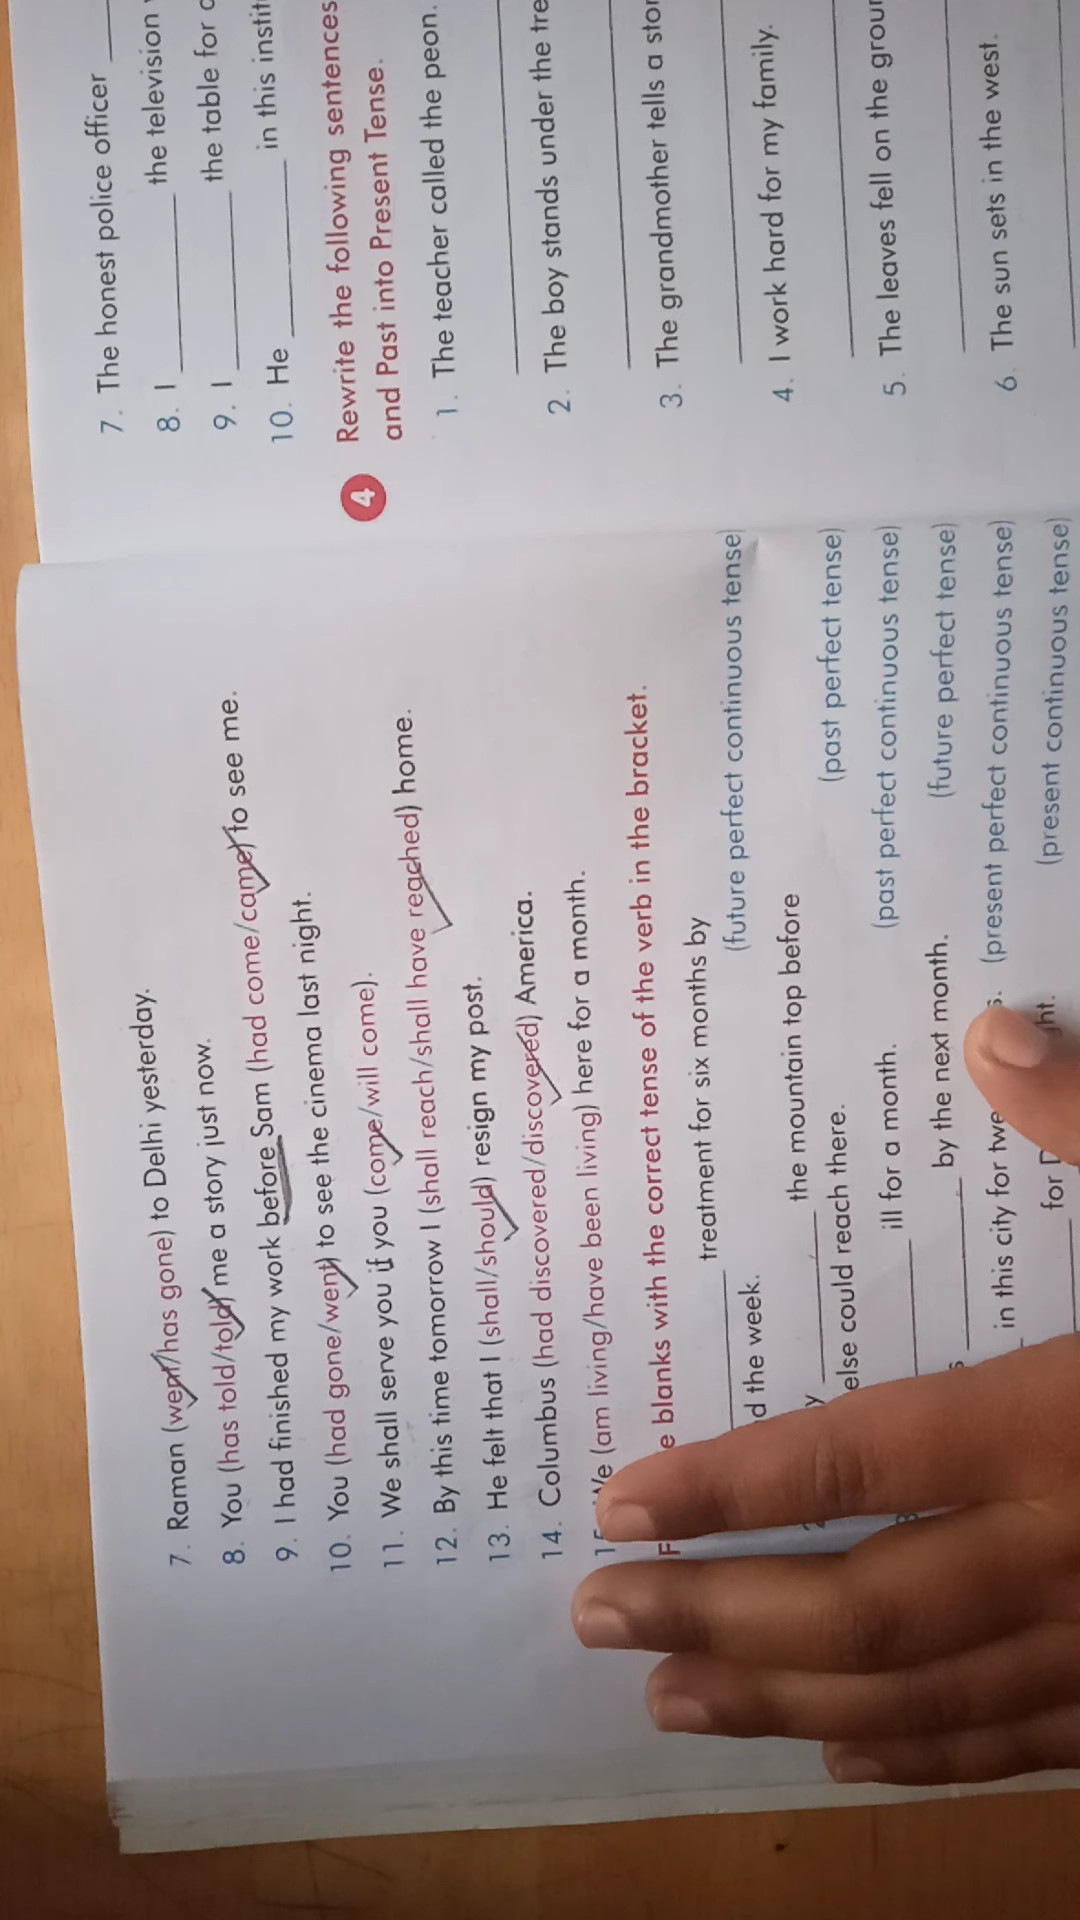 7. Raman (went/has gone) to Delhi yesterday.
8. You (has told/told) me a story just now.
9. I had finished my work before Sam (had come/came) to see me.
10. You (had gone/went) to see the cinema last night.
11. We shall serve you if you (come/will come).
12. By this time tomorrow I (shall reach/shall have reached) home.
13. He felt that I (shall/should) resign my post.
14. Columbus (had discovered/discovered) America.
We (am living/have been living) here for a month.
blanks with the correct tense of the verb in the bracket.
treatment for six months by
the week. (future perfect continuous tense)
the mountain top before
else could reach there. (past perfect tense)
ill for a month. (past perfect continuous tense)
by the next month. (future perfect tense)
in this city for (present perfect continuous tense)
for (present continuous tense)
7. The honest police officer
8. I the television
9. I the table for
10. He in this
4 Rewrite the following sentences
and Past into Present Tense.
1. The teacher called the peon.
2. The boy stands under the
3. The grandmother tells a
4. I work hard for my family.
5. The leaves fell on the
6. The sun sets in the west.